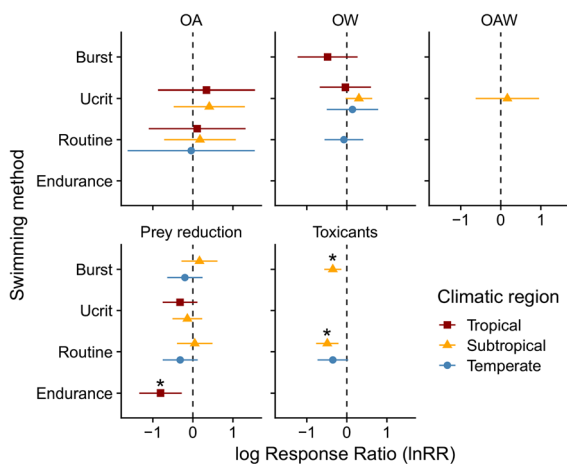 OA OW OAW
Burst
Ucrit
Routine
Endurance
−1 0 1
Swimming method
Prey reduction Toxicants
Burst * 
Ucrit
Routine *
Endurance *
−1 0 1 −1 0 1
log Response Ratio (lnRR)
Climatic region
Tropical
Subtropical
Temperate